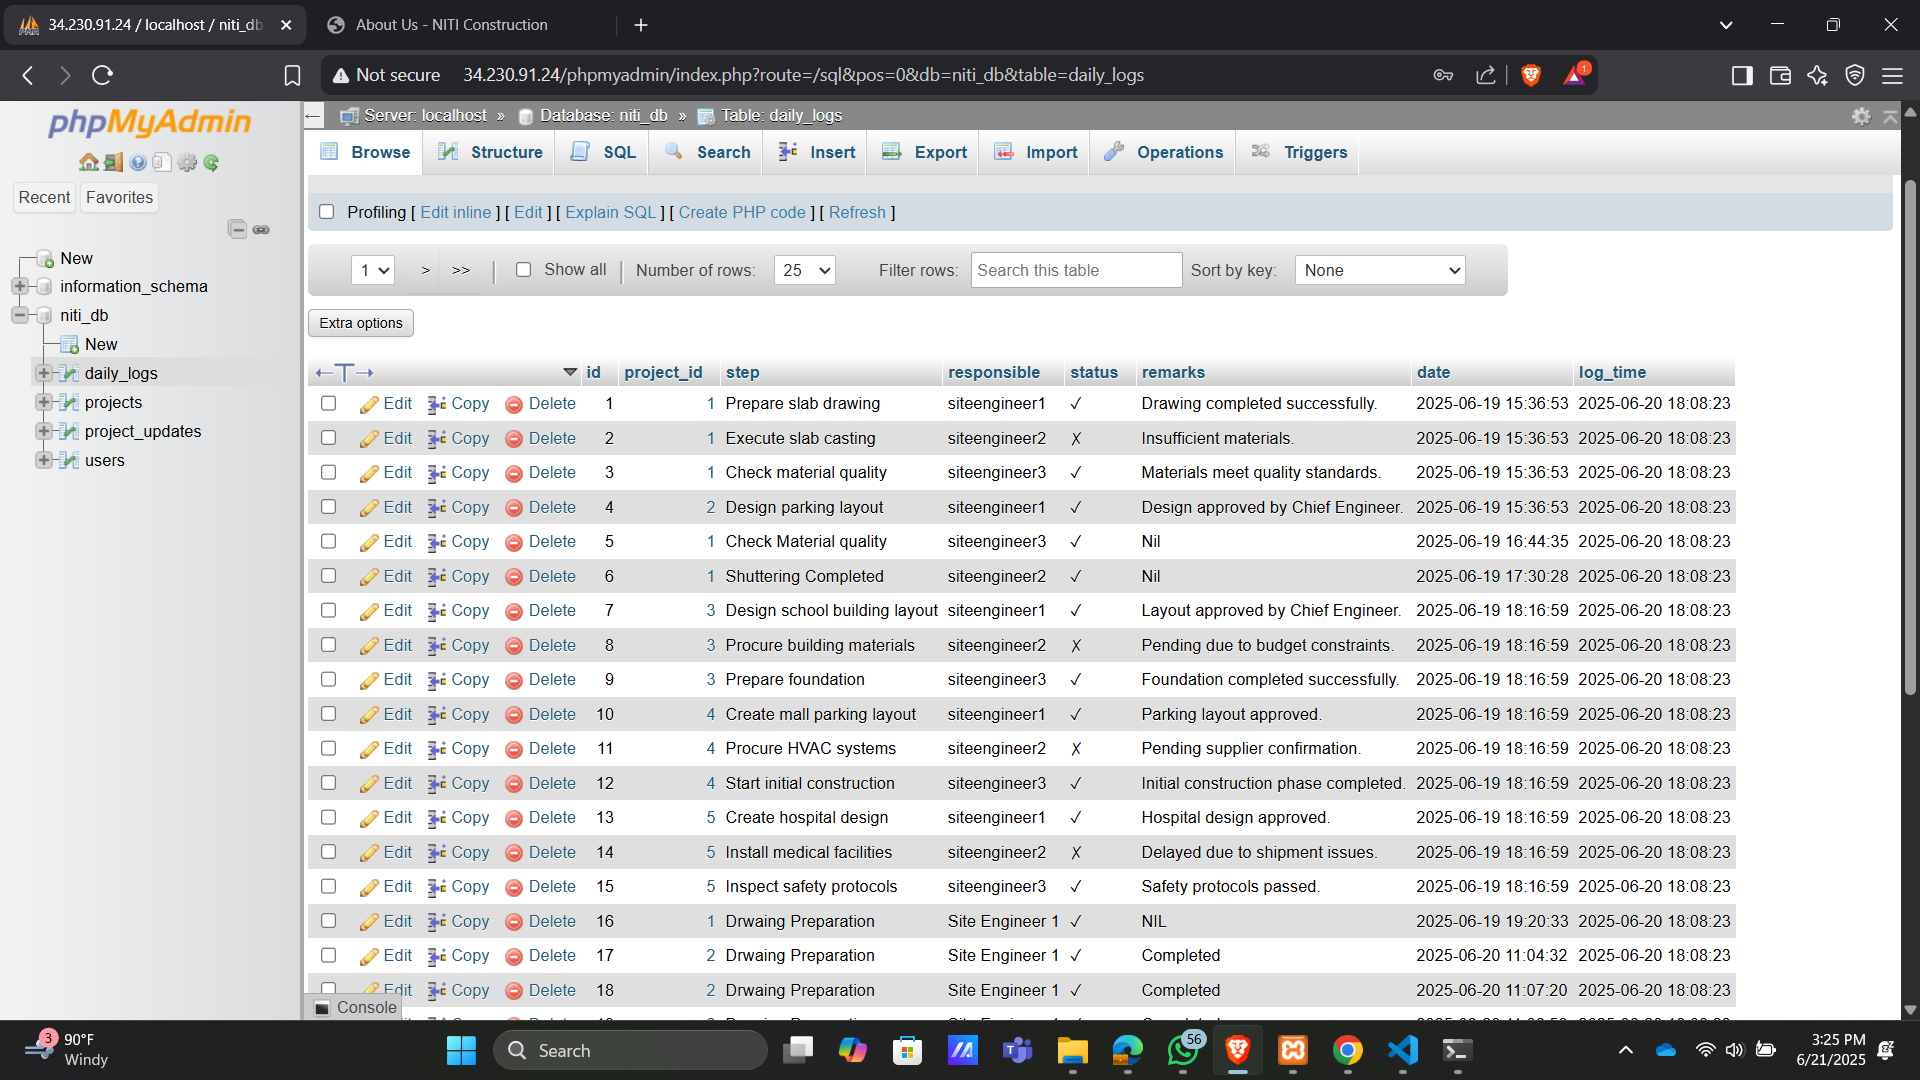 34.230.91.24 / localhost / niti_db
About Us - NITI Construction
Not secure 34.230.91.24/phpmyadmin/index.php?route=/sql&pos=0&db=niti_db&table=daily_logs
1
phpMyAdmin
Recent Favorites
New
information_schema
niti_db
New
daily_logs
projects
project_updates
users
Server: localhost » Database: niti_db » Table: daily_logs
Browse Structure SQL Search Insert Export Import Operations Triggers
Profiling [ Edit inline ] [ Edit ] [ Explain SQL ] [ Create PHP code ] [ Refresh ]
1 > >> | Show all | Number of rows: 25 Filter rows: Search this table Sort by key: None
Extra options
←T→ id project_id step responsible status remarks date log_time
Edit Copy Delete 1 1 Prepare slab drawing siteengineer1 ✓ Drawing completed successfully. 2025-06-19 15:36:53 2025-06-20 18:08:23
Edit Copy Delete 2 1 Execute slab casting siteengineer2 ✗ Insufficient materials. 2025-06-19 15:36:53 2025-06-20 18:08:23
Edit Copy Delete 3 1 Check material quality siteengineer3 ✓ Materials meet quality standards. 2025-06-19 15:36:53 2025-06-20 18:08:23
Edit Copy Delete 4 2 Design parking layout siteengineer1 ✓ Design approved by Chief Engineer. 2025-06-19 15:36:53 2025-06-20 18:08:23
Edit Copy Delete 5 1 Check Material quality siteengineer3 ✓ Nil 2025-06-19 16:44:35 2025-06-20 18:08:23
Edit Copy Delete 6 1 Shuttering Completed siteengineer2 ✓ Nil 2025-06-19 17:30:28 2025-06-20 18:08:23
Edit Copy Delete 7 3 Design school building layout siteengineer1 ✓ Layout approved by Chief Engineer. 2025-06-19 18:16:59 2025-06-20 18:08:23
Edit Copy Delete 8 3 Procure building materials siteengineer2 ✗ Pending due to budget constraints. 2025-06-19 18:16:59 2025-06-20 18:08:23
Edit Copy Delete 9 3 Prepare foundation siteengineer3 ✓ Foundation completed successfully. 2025-06-19 18:16:59 2025-06-20 18:08:23
Edit Copy Delete 10 4 Create mall parking layout siteengineer1 ✓ Parking layout approved. 2025-06-19 18:16:59 2025-06-20 18:08:23
Edit Copy Delete 11 4 Procure HVAC systems siteengineer2 ✗ Pending supplier confirmation. 2025-06-19 18:16:59 2025-06-20 18:08:23
Edit Copy Delete 12 4 Start initial construction siteengineer3 ✓ Initial construction phase completed. 2025-06-19 18:16:59 2025-06-20 18:08:23
Edit Copy Delete 13 5 Create hospital design siteengineer1 ✓ Hospital design approved. 2025-06-19 18:16:59 2025-06-20 18:08:23
Edit Copy Delete 14 5 Install medical facilities siteengineer2 ✗ Delayed due to shipment issues. 2025-06-19 18:16:59 2025-06-20 18:08:23
Edit Copy Delete 15 5 Inspect safety protocols siteengineer3 ✓ Safety protocols passed. 2025-06-19 18:16:59 2025-06-20 18:08:23
Edit Copy Delete 16 1 Drwaing Preparation Site Engineer 1 ✓ NIL 2025-06-19 19:20:33 2025-06-20 18:08:23
Edit Copy Delete 17 2 Drwaing Preparation Site Engineer 1 ✓ Completed 2025-06-20 11:04:32 2025-06-20 18:08:23
Edit Copy Delete 18 2 Drwaing Preparation Site Engineer 1 ✓ Completed 2025-06-20 11:07:20 2025-06-20 18:08:23
Console
3
90°F
Windy
Search
56
3:25 PM
6/21/2025